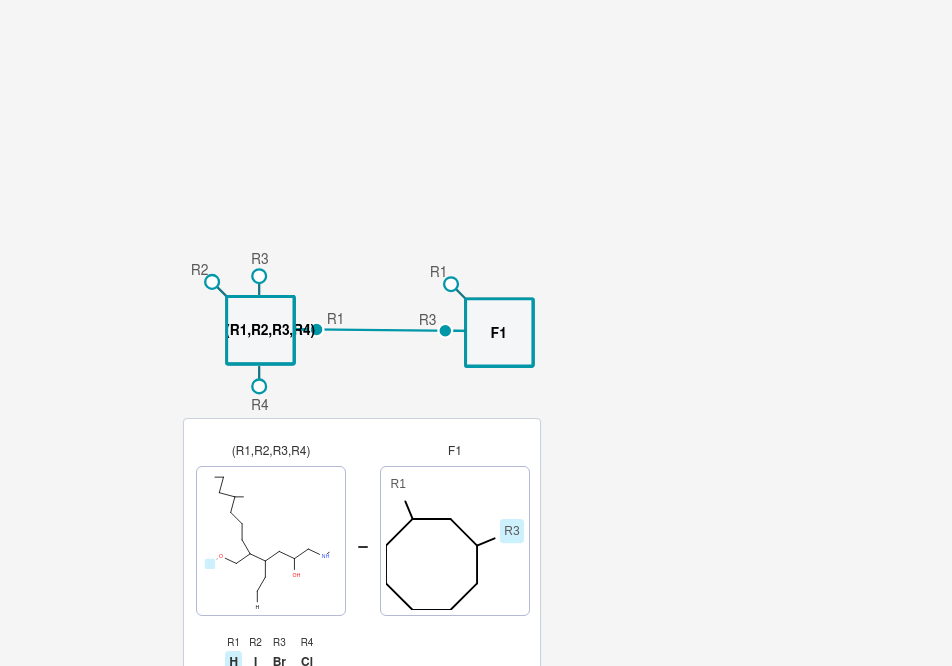 R3
R2
R1
(R1,R2,R3,R4)
R1
R3
F1
R4
(R1,R2,R3,R4)
F1
R1
R3
O
OH
H
R1 R2 R3 R4
H I Br Cl